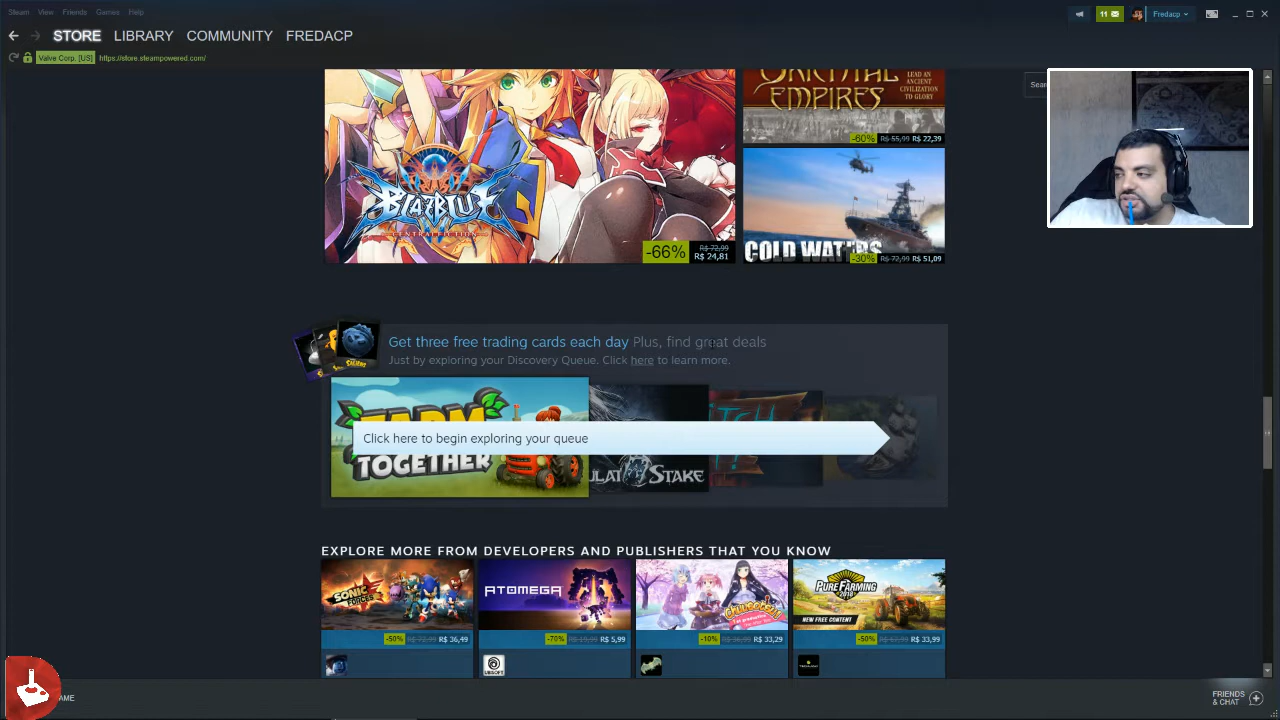 Steam View Friends Games Help
11 Fredacp
STORE LIBRARY COMMUNITY FREDACP
Valve Corp. [US] https://store.steampowered.com/
ORIENTAL EMPIRES
LEAD AN ANCIENT CIVILIZATION TO GLORY
-60% R$ 55,99 R$ 22,39
Sear
BLAZBLUE
CENTRALFICTION
-66% R$ 72,99 R$ 24,81
COLD WATERS
-30% R$ 72,99 R$ 51,09
Get three free trading cards each day Plus, find great deals
Just by exploring your Discovery Queue. Click here to learn more.
FARM TOGETHER
Click here to begin exploring your queue
STAKE
EXPLORE MORE FROM DEVELOPERS AND PUBLISHERS THAT YOU KNOW
SONIC FORCES
ATOMEGA
PURE FARMING 2018
NEW FREE CONTENT
-50% R$ 72,99 R$ 36,49
-70% R$ 19,99 R$ 5,99
-10% R$ 36,99 R$ 33,29
-50% R$ 67,99 R$ 33,99
UBISOFT
AME
FRIENDS & CHAT